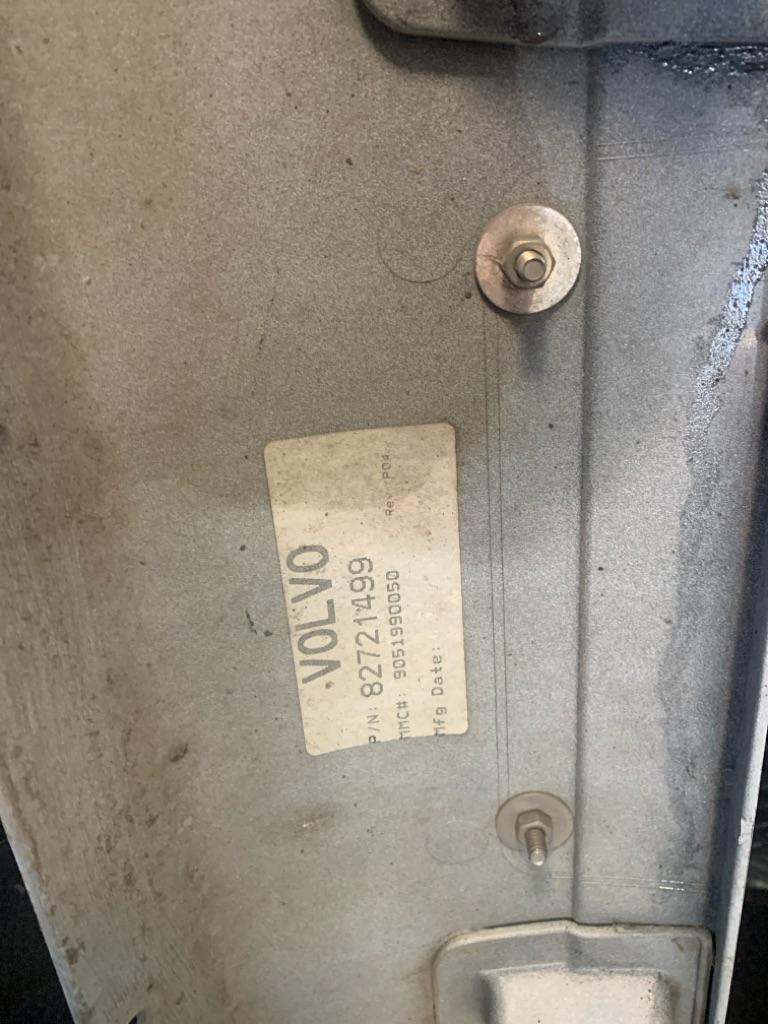 VOLVO
P/N: 82721499
MMC#: 9051990050 Rev P04
Mfg Date: